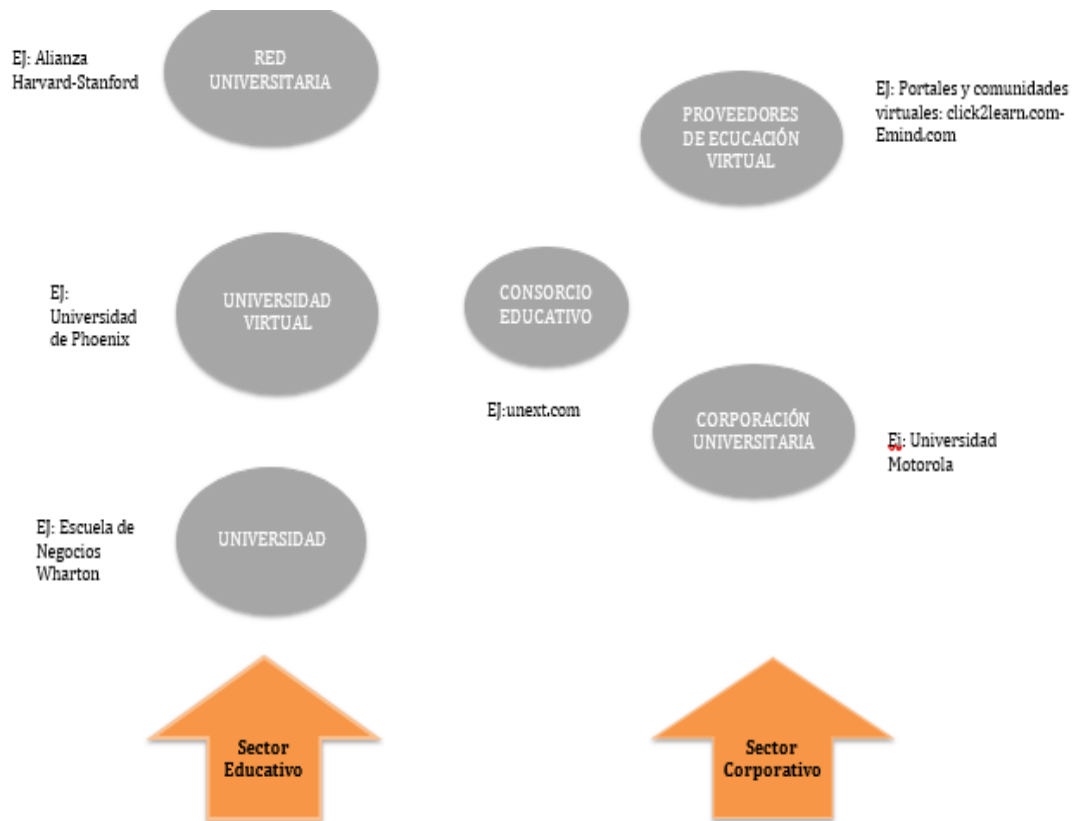 EJ: Alianza
Harvard-Stanford
RED
UNIVERSITARIA
PROVEEDORES
DE ECUCACIÓN
VIRTUAL
EJ: Portales y comunidades
virtuales: click2learn.com-
Emind.com
EJ:
Universidad
de Phoenix
UNIVERSIDAD
VIRTUAL
CONSORCIO
EDUCATIVO
EJ:unext.com
CORPORACIÓN
UNIVERSITARIA
Ej: Universidad
Motorola
EJ: Escuela de
Negocios
Wharton
UNIVERSIDAD
Sector
Educativo
Sector
Corporativo